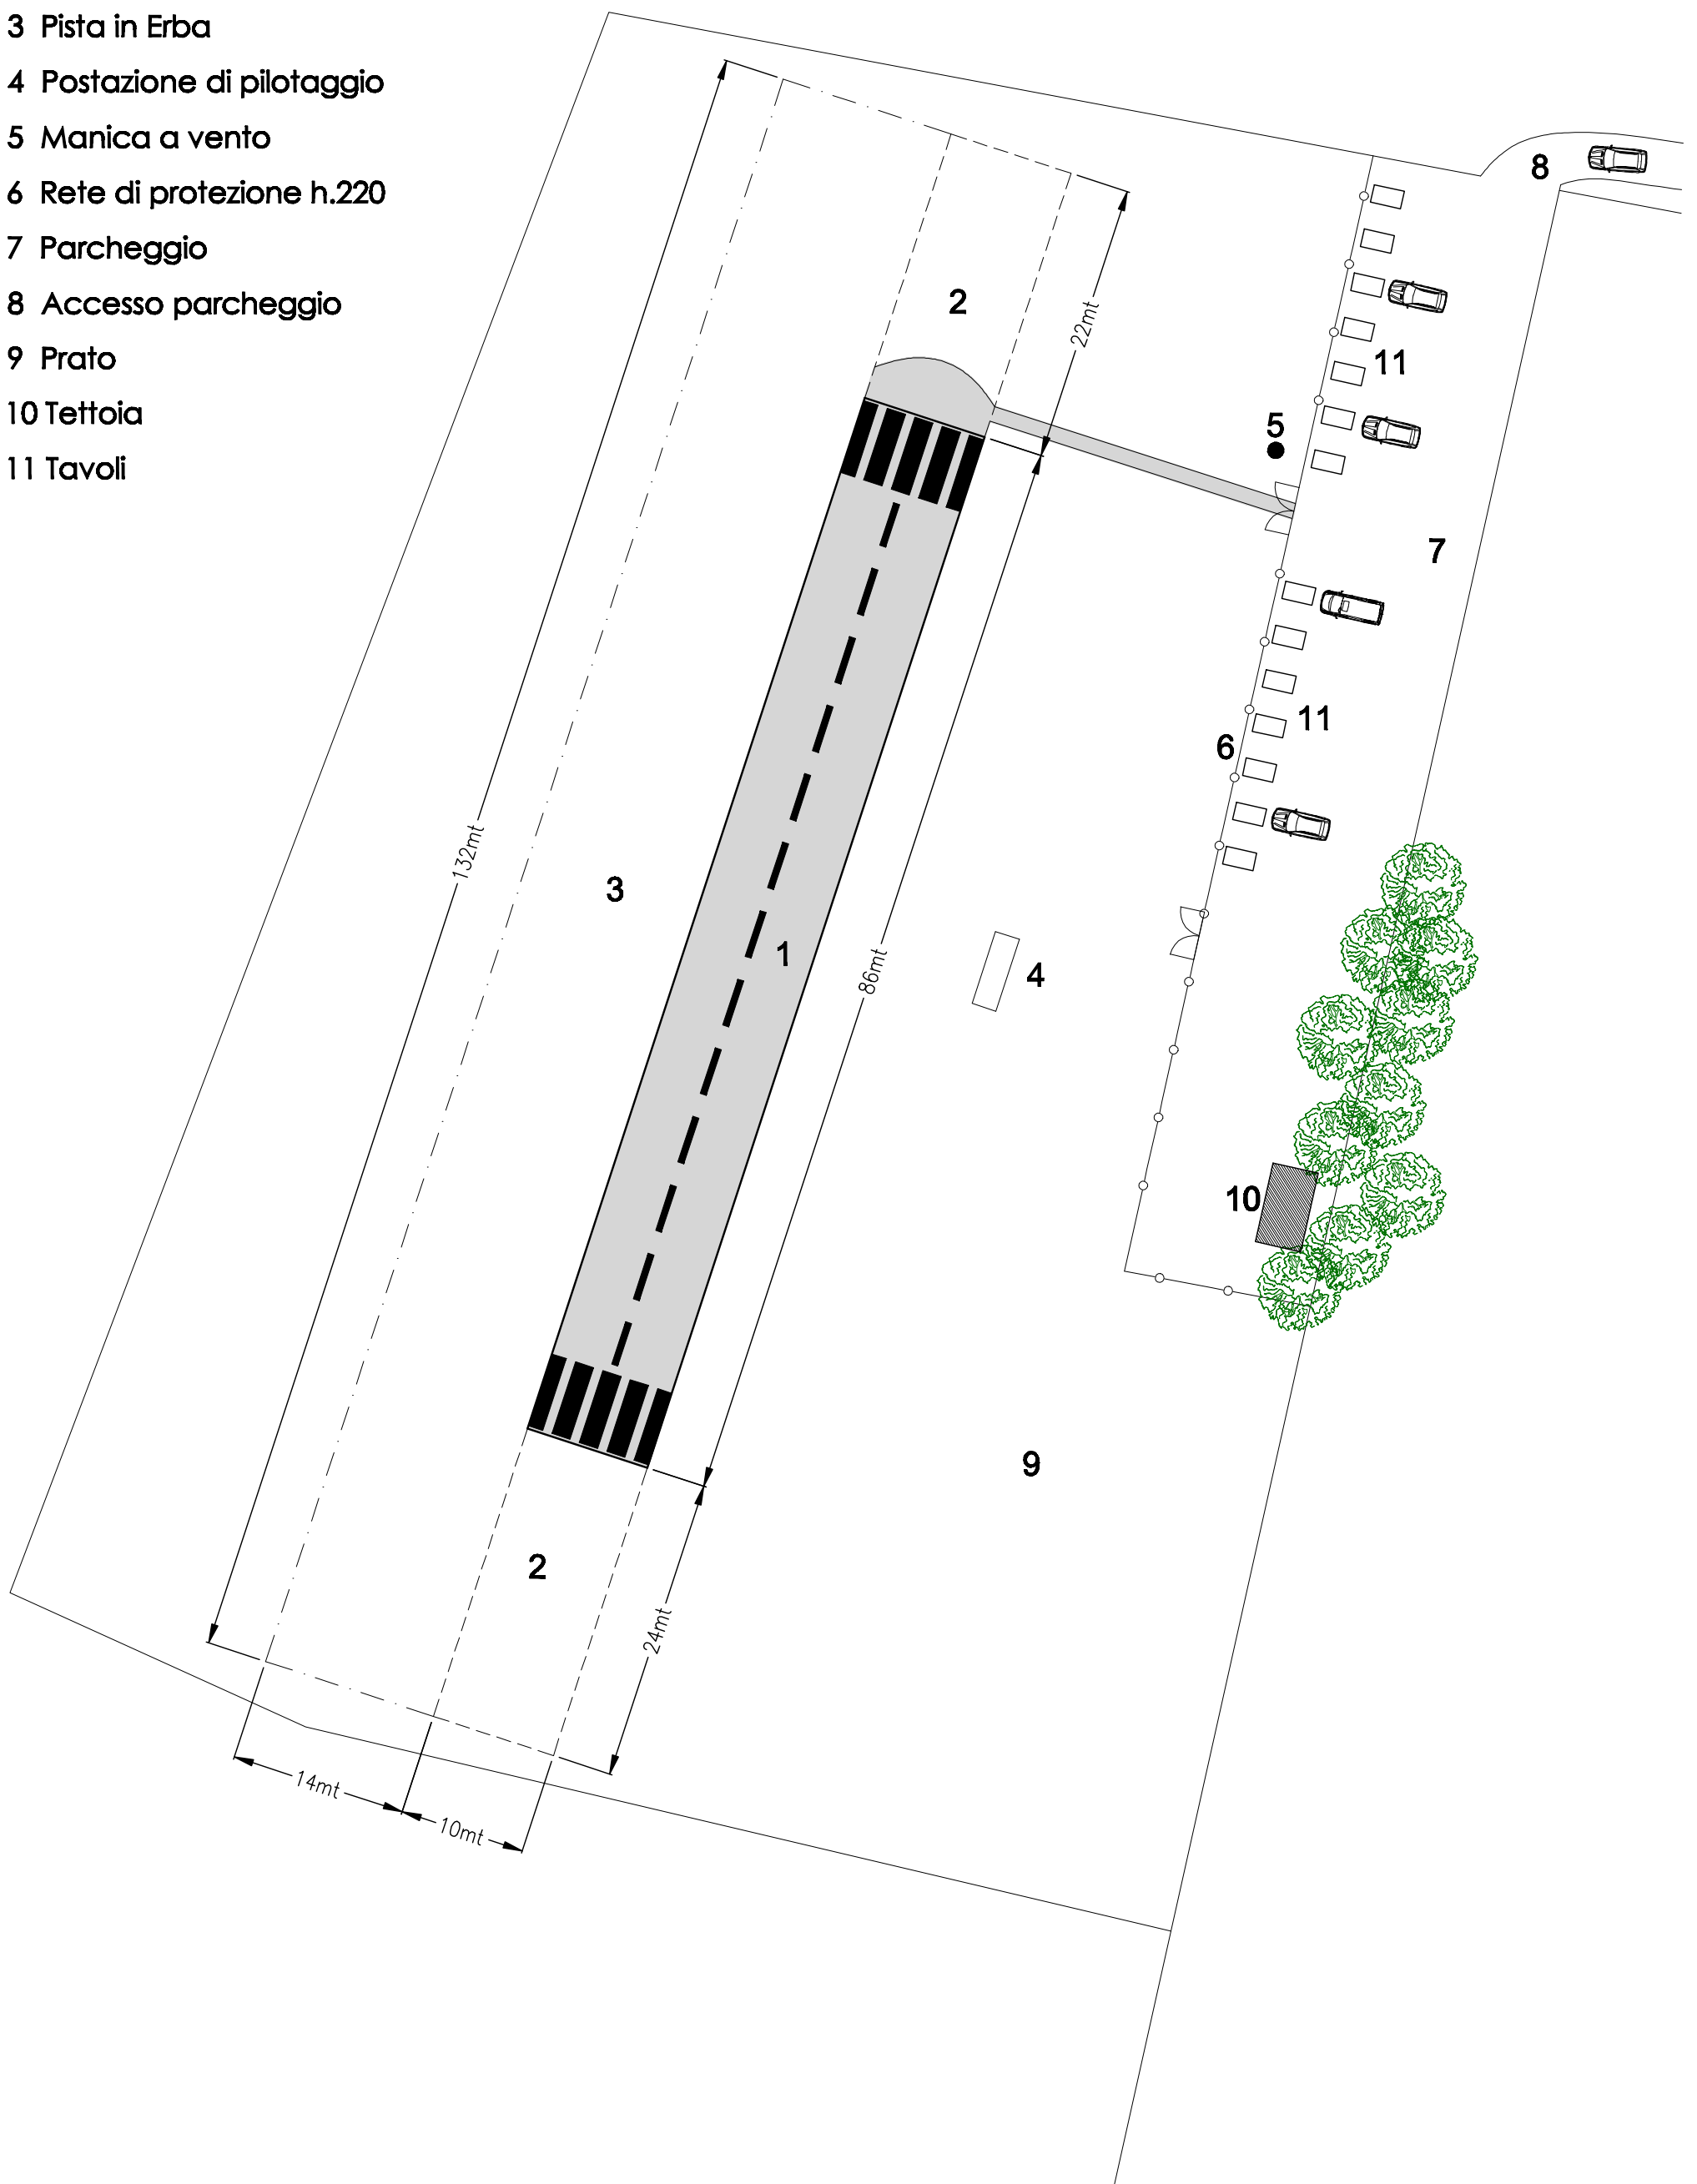 3 Pista in Erba
4 Postazione di pilotaggio
5 Manica a vento
6 Rete di protezione h.220
7 Parcheggio
8 Accesso parcheggio
9 Prato
10 Tettoia
11 Tavoli
8
2
22mt
11
5
7
11
6
132mt
3
1
86mt
4
10
9
2
24mt
14mt
10mt